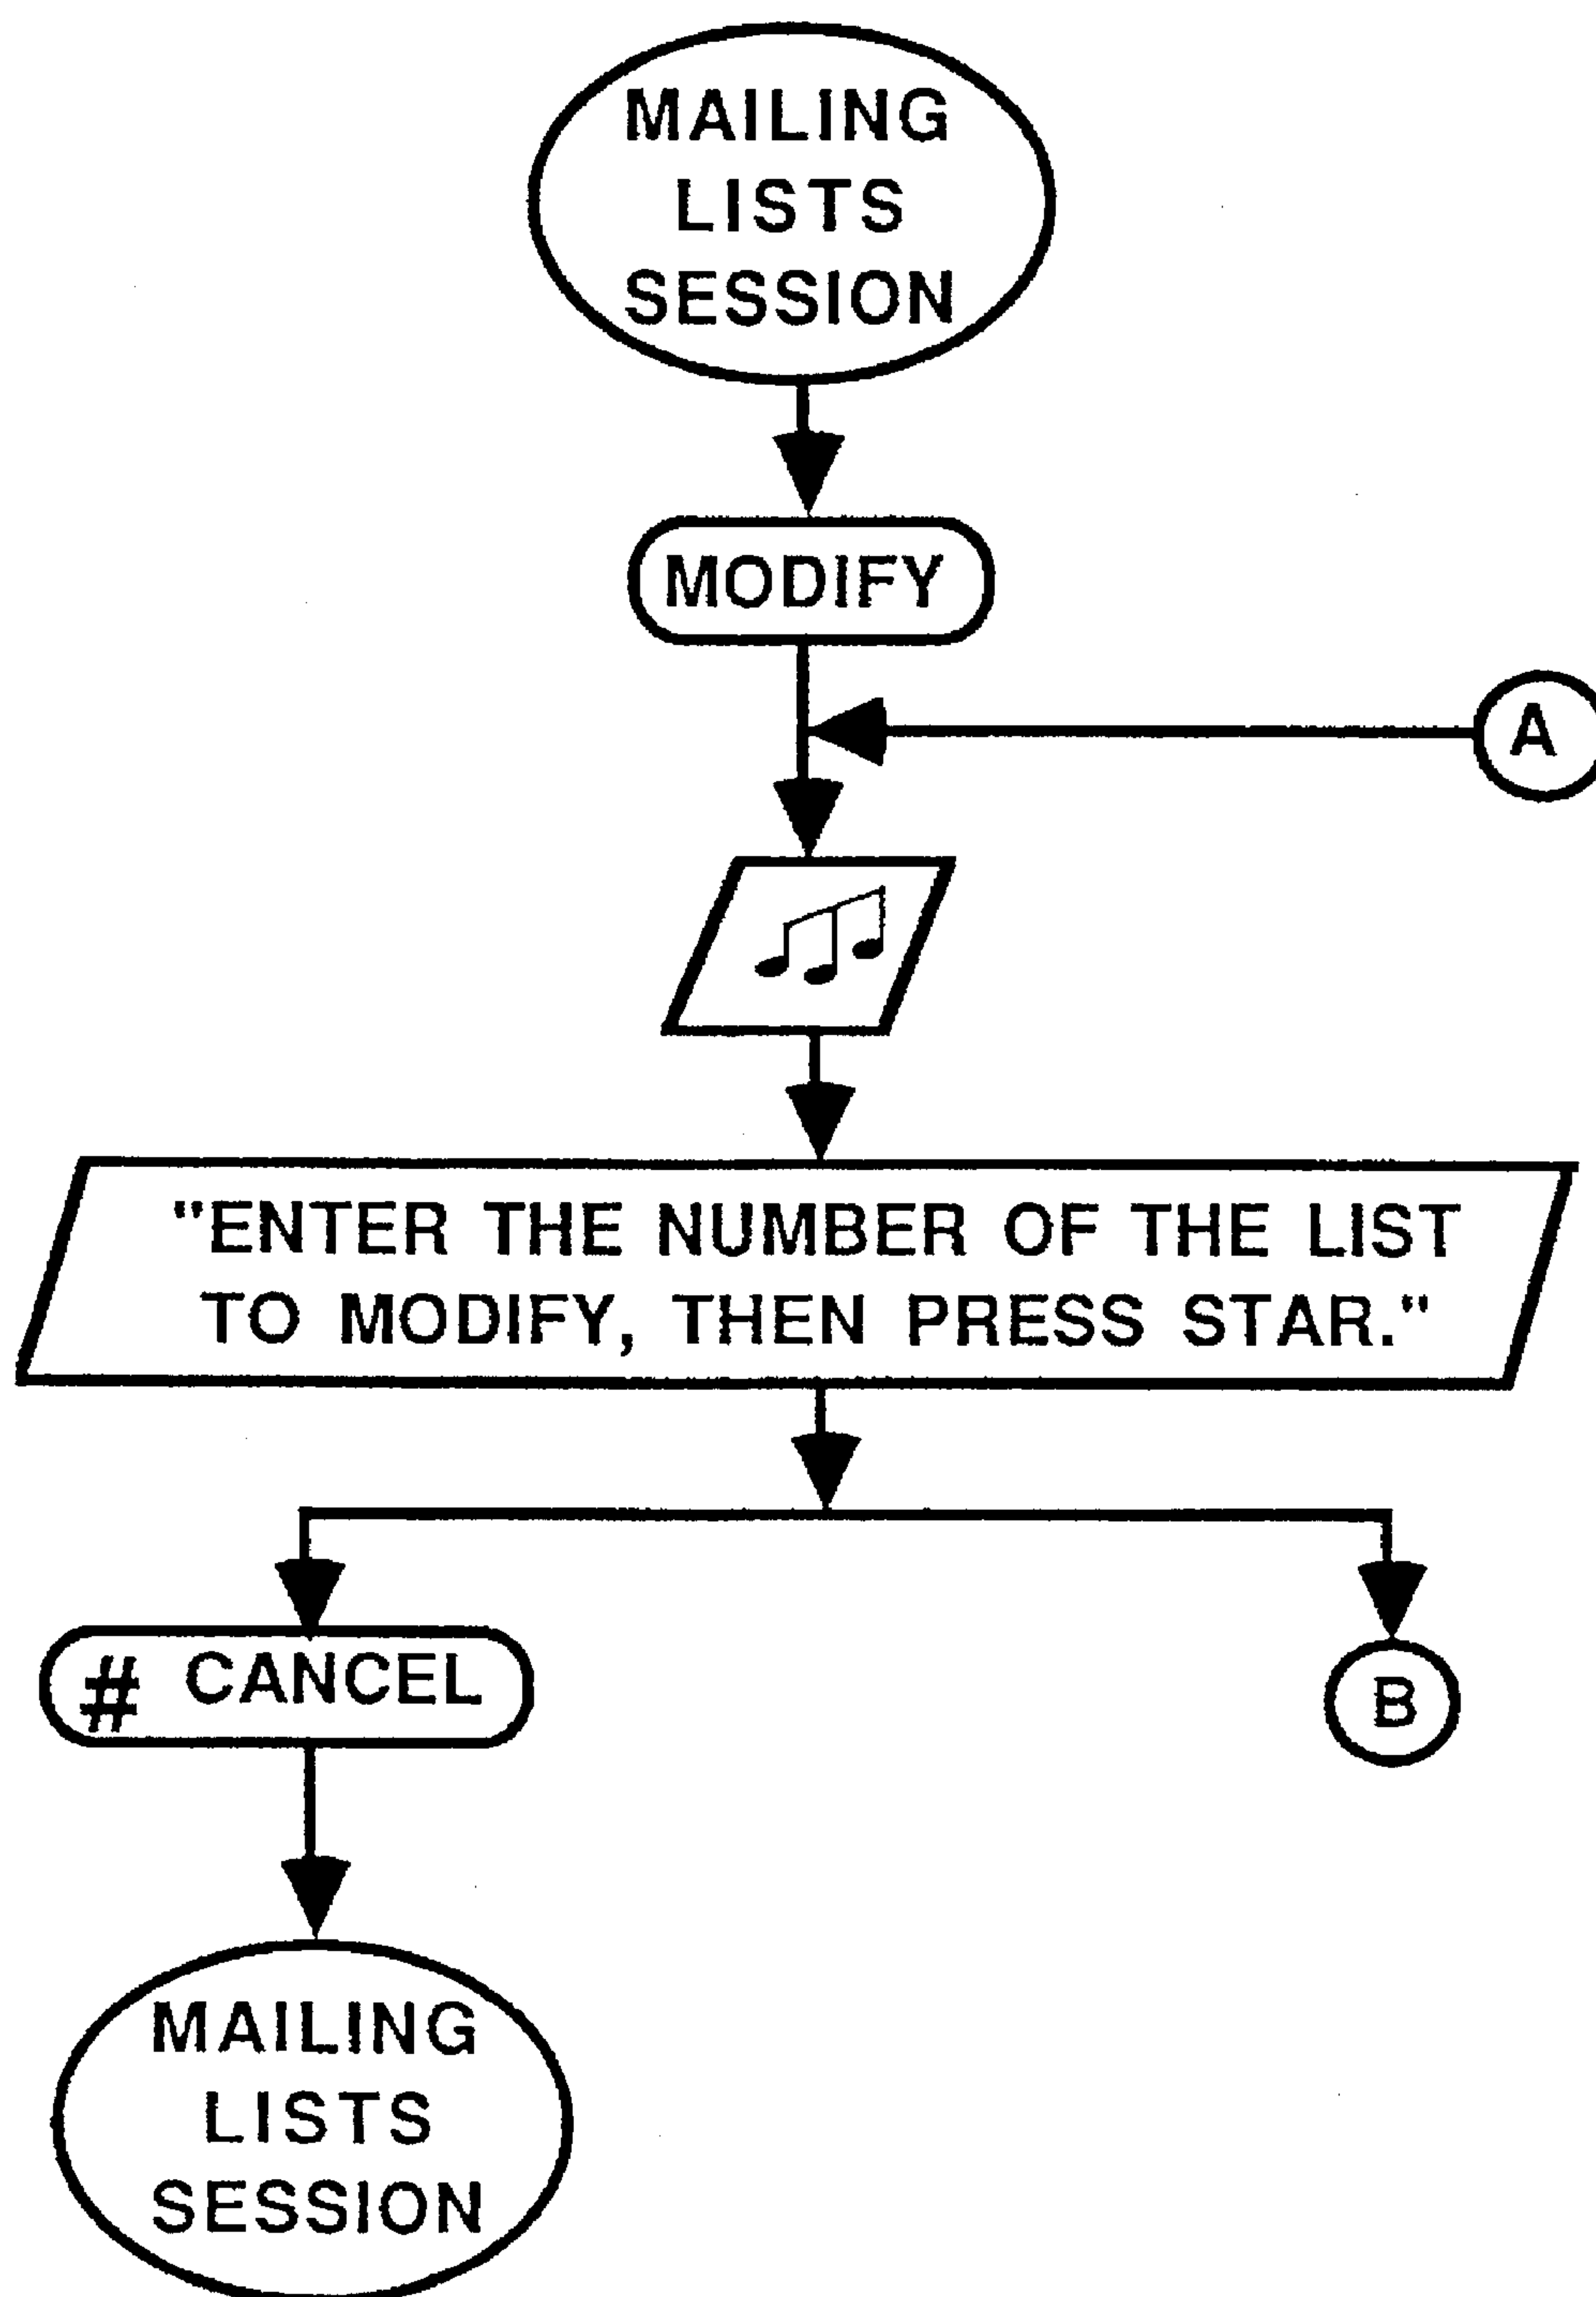 MAILING
LISTS
SESSION
MODIFY
A
"ENTER THE NUMBER OF THE LIST
TO MODIFY, THEN PRESS STAR."
# CANCEL
B
MAILING
LISTS
SESSION